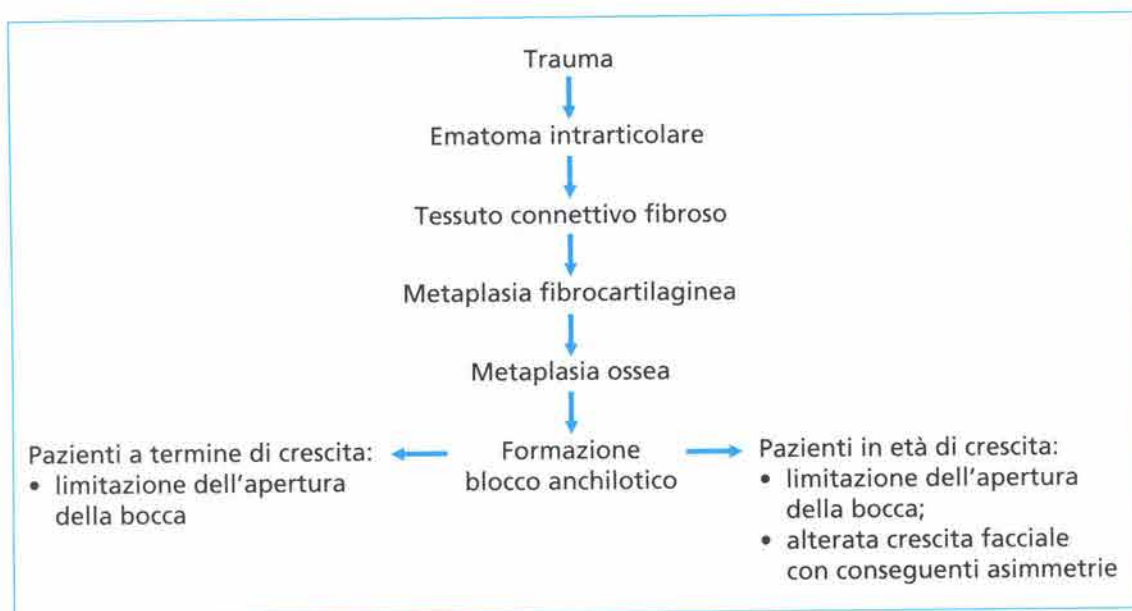 Trauma
Ematoma intrarticolare
Tessuto connettivo fibroso
Metaplasia fibrocartilaginea
Metaplasia ossea
Formazione
blocco anchilotico
Pazienti a termine di crescita:
• limitazione dell'apertura
della bocca
Pazienti in età di crescita:
• limitazione dell'apertura
della bocca;
• alterata crescita facciale
con conseguenti asimmetrie